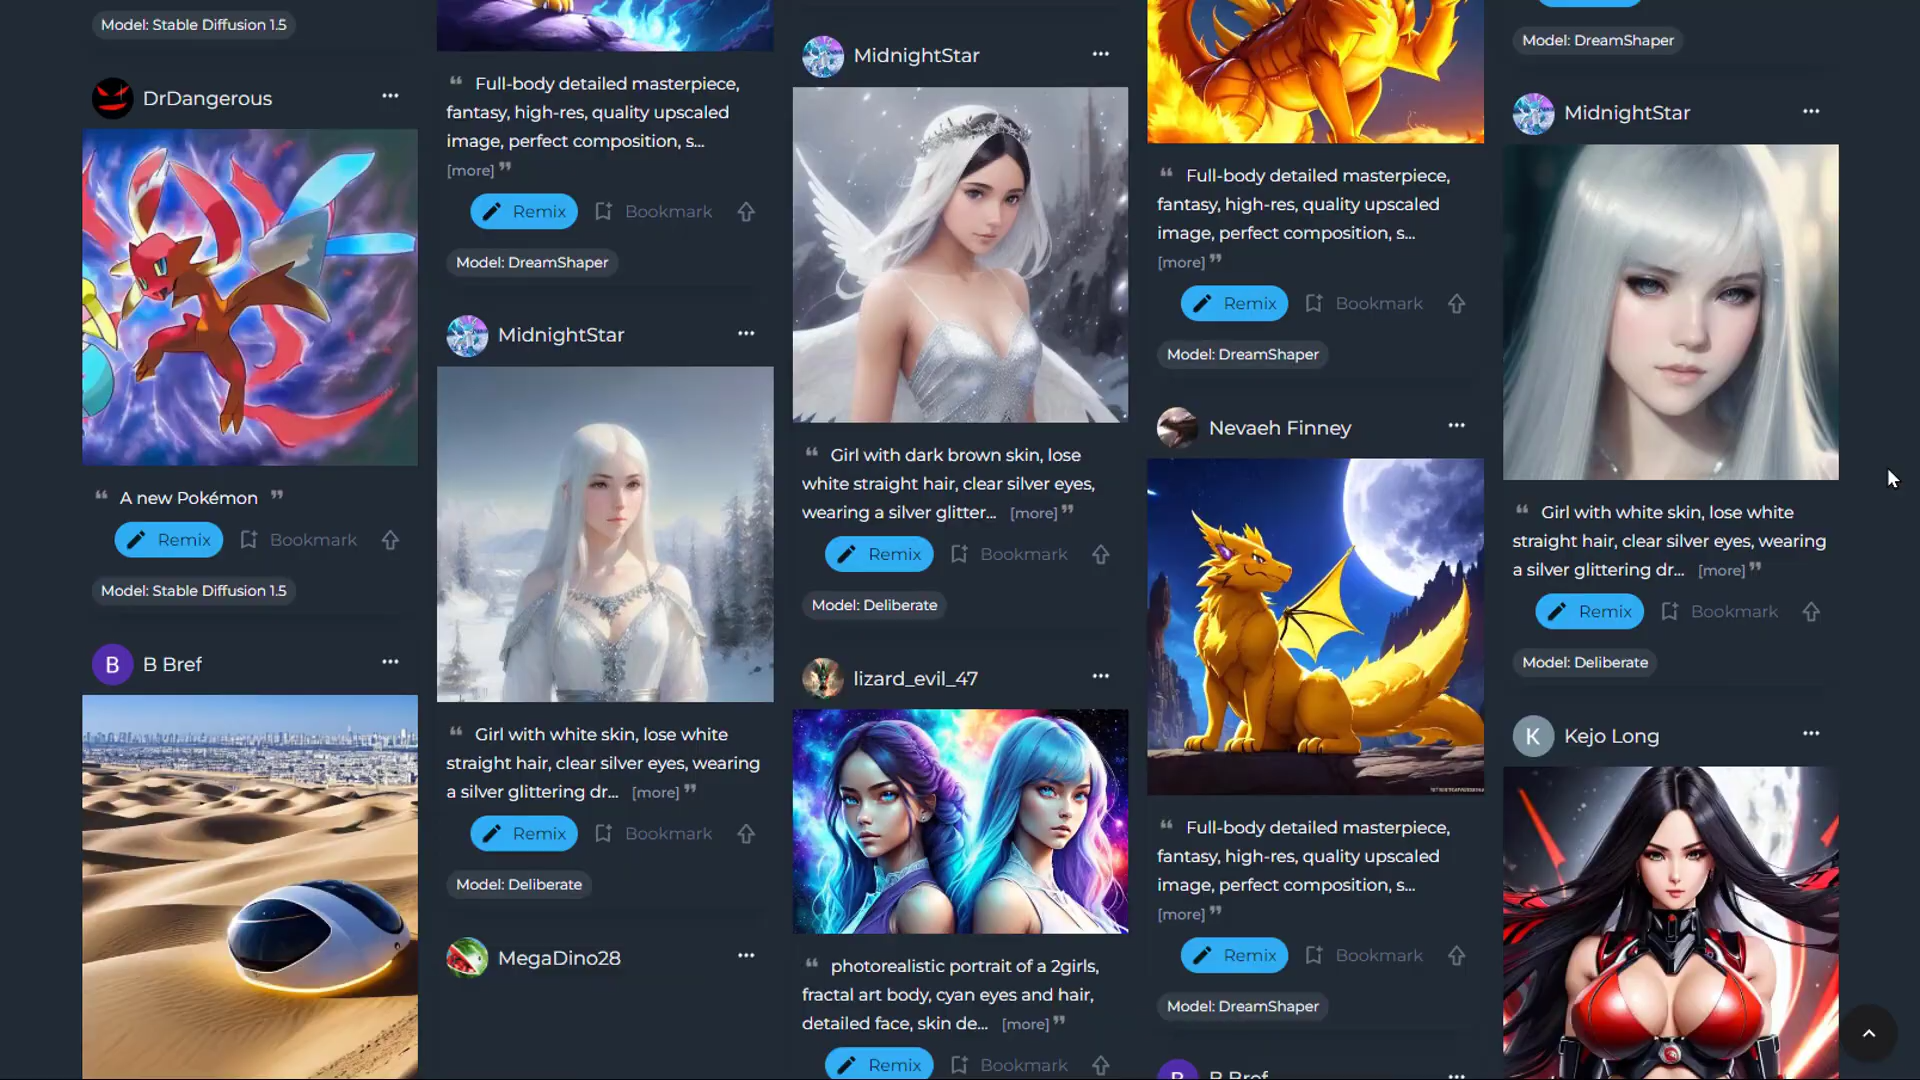 Model: Stable Diffusion 1.5
DrDangerous
“ A new Pokémon ”
Remix Bookmark
Model: Stable Diffusion 1.5
B B Bref
“ Full-body detailed masterpiece,
fantasy, high-res, quality upscaled
image, perfect composition, s...
[more] ”
Remix Bookmark
Model: DreamShaper
MidnightStar
“ Girl with white skin, lose white
straight hair, clear silver eyes, wearing
a silver glittering dr... [more] ”
Remix Bookmark
Model: Deliberate
MegaDino28
MidnightStar
“ Girl with dark brown skin, lose
white straight hair, clear silver eyes,
wearing a silver glitter... [more] ”
Remix Bookmark
Model: Deliberate
lizard_evil_47
“ photorealistic portrait of a 2girls,
fractal art body, cyan eyes and hair,
detailed face, skin de... [more] ”
Remix Bookmark
“ Full-body detailed masterpiece,
fantasy, high-res, quality upscaled
image, perfect composition, s...
[more] ”
Remix Bookmark
Model: DreamShaper
Nevaeh Finney
“ Full-body detailed masterpiece,
fantasy, high-res, quality upscaled
image, perfect composition, s...
[more] ”
Remix Bookmark
Model: DreamShaper
B B Bref
Model: DreamShaper
MidnightStar
“ Girl with white skin, lose white
straight hair, clear silver eyes, wearing
a silver glittering dr... [more] ”
Remix Bookmark
Model: Deliberate
K Kejo Long